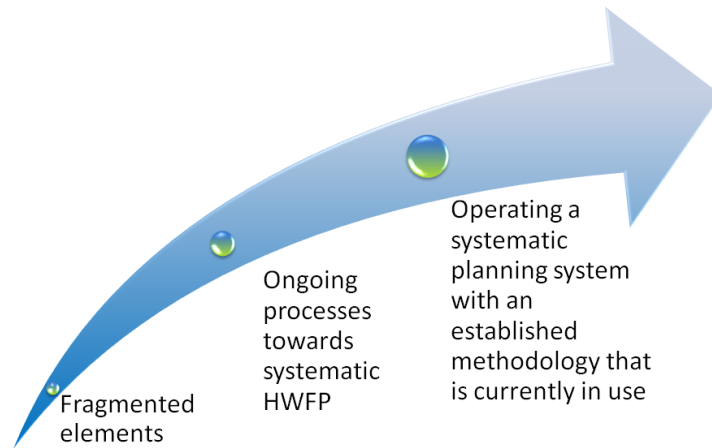 Fragmented
elements
Ongoing
processes
towards
systematic
HWFP
Operating a
systematic
planning system
with an
established
methodology that
is currently in use